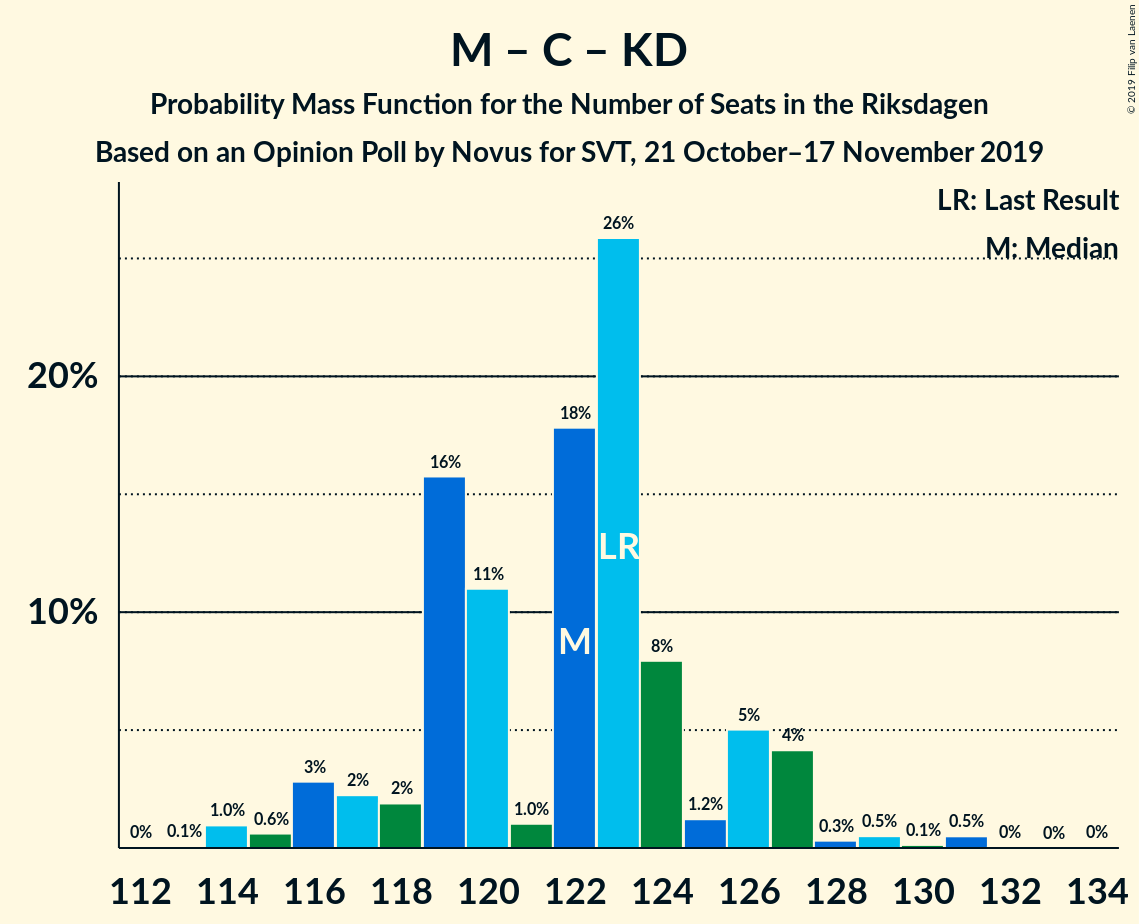 M – C – KD
Probability Mass Function for the Number of Seats in the Riksdagen
Based on an Opinion Poll by Novus for SVT, 21 October–17 November 2019
© 2019 Filip van Laenen
LR: Last Result
M: Median
20%
10%
0% 0.1% 1.0% 0.6% 3% 2% 2% 16% 11% 1.0% 18% 26% 8% 1.2% 5% 4% 0.3% 0.5% 0.1% 0.5% 0% 0% 0%
LR
M
112 114 116 118 120 122 124 126 128 130 132 134